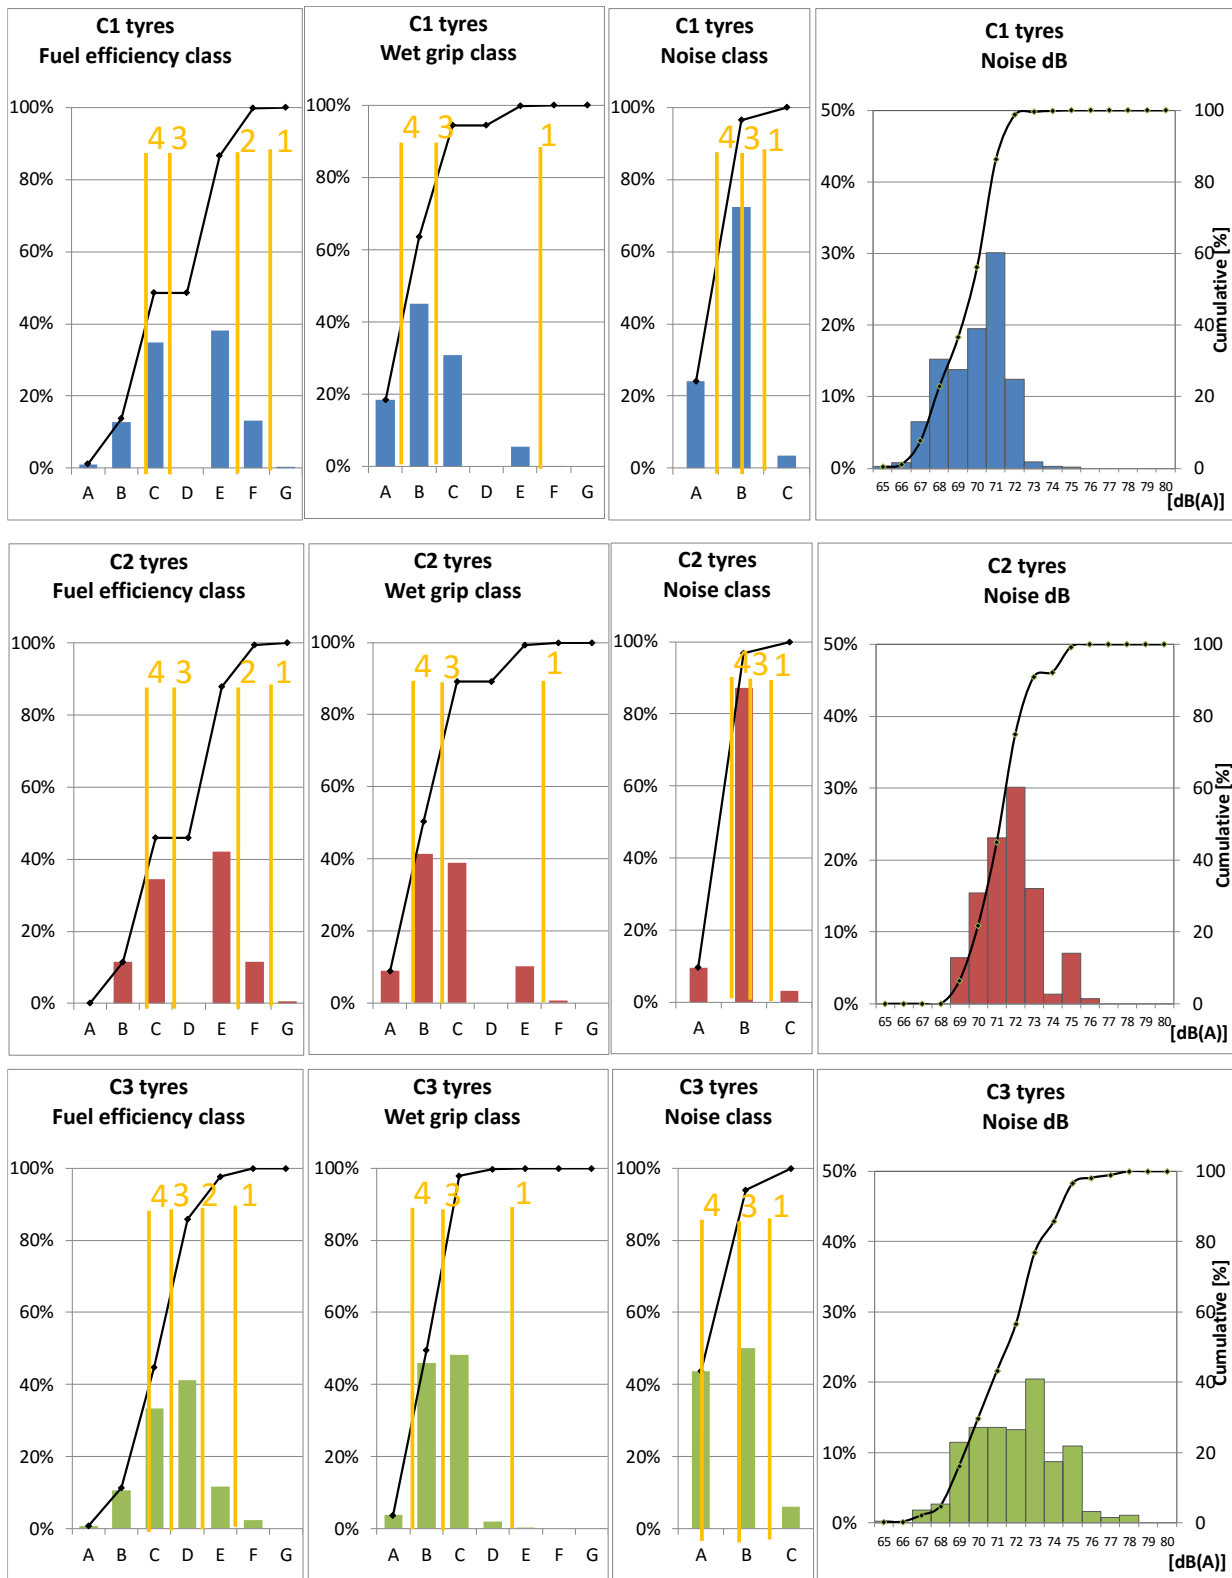 C1 tyres
Fuel efficiency class
100%
80%
60%
40%
20%
0%
4 3 2 1
A B C D E F G
C1 tyres
Wet grip class
100%
80%
60%
40%
20%
0%
4 3 1
A B C D E F G
C1 tyres
Noise class
100%
80%
60%
40%
20%
0%
4 3 1
A B C
C1 tyres
Noise dB
50%
40%
30%
20%
10%
0%
100
80
60
40
20
0
Cumulative [%]
65 66 67 68 69 70 71 72 73 74 75 76 77 78 79 80
[dB(A)]
C2 tyres
Fuel efficiency class
100%
80%
60%
40%
20%
0%
4 3 2 1
A B C D E F G
C2 tyres
Wet grip class
100%
80%
60%
40%
20%
0%
4 3 1
A B C D E F G
C2 tyres
Noise class
100%
80%
60%
40%
20%
0%
4 3 1
A B C
C2 tyres
Noise dB
50%
40%
30%
20%
10%
0%
100
80
60
40
20
0
Cumulative [%]
65 66 67 68 69 70 71 72 73 74 75 76 77 78 79 80
[dB(A)]
C3 tyres
Fuel efficiency class
100%
80%
60%
40%
20%
0%
4 3 2 1
A B C D E F G
C3 tyres
Wet grip class
100%
80%
60%
40%
20%
0%
4 3 1
A B C D E F G
C3 tyres
Noise class
100%
80%
60%
40%
20%
0%
4 3 1
A B C
C3 tyres
Noise dB
50%
40%
30%
20%
10%
0%
100
80
60
40
20
0
Cumulative [%]
65 66 67 68 69 70 71 72 73 74 75 76 77 78 79 80
[dB(A)]